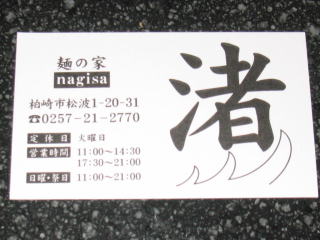 麺の家
nagisa
柏崎市松波1-20-31
☎0257-21-2770
定休日 火曜日
営業時間 11:00〜14:30
17:30〜21:00
日曜・祭日 11:00〜21:00
渚